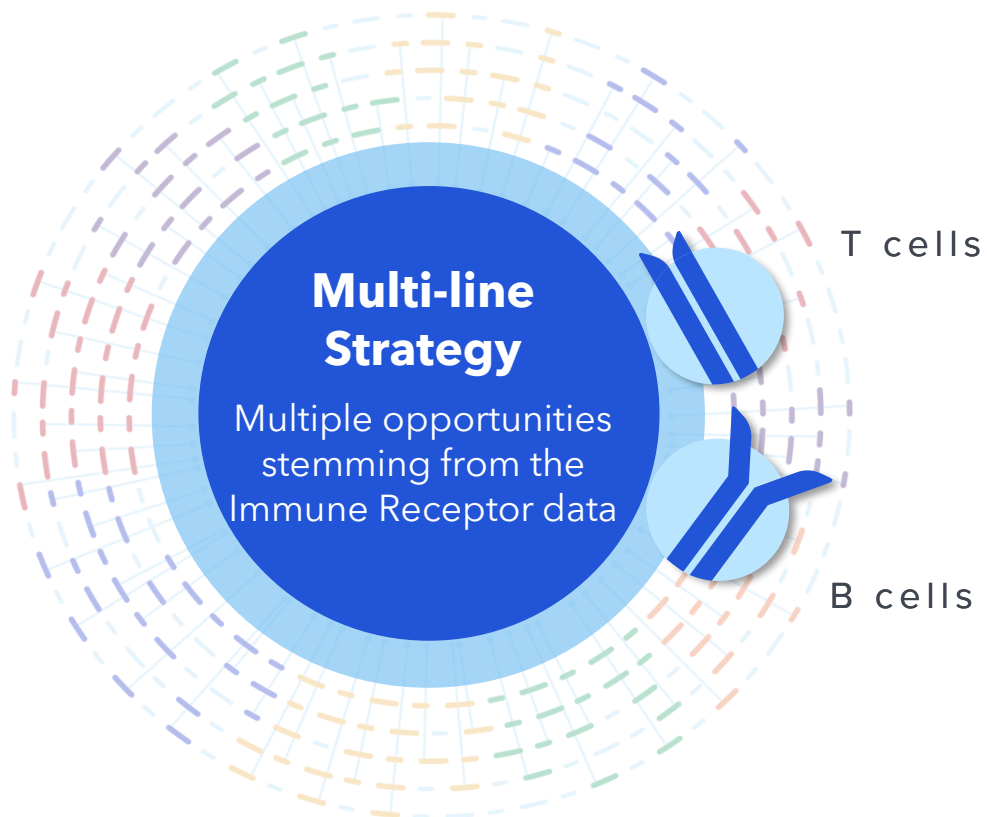 Multi-line
Strategy
Multiple opportunities
stemming from the
Immune Receptor data
T cells
B cells